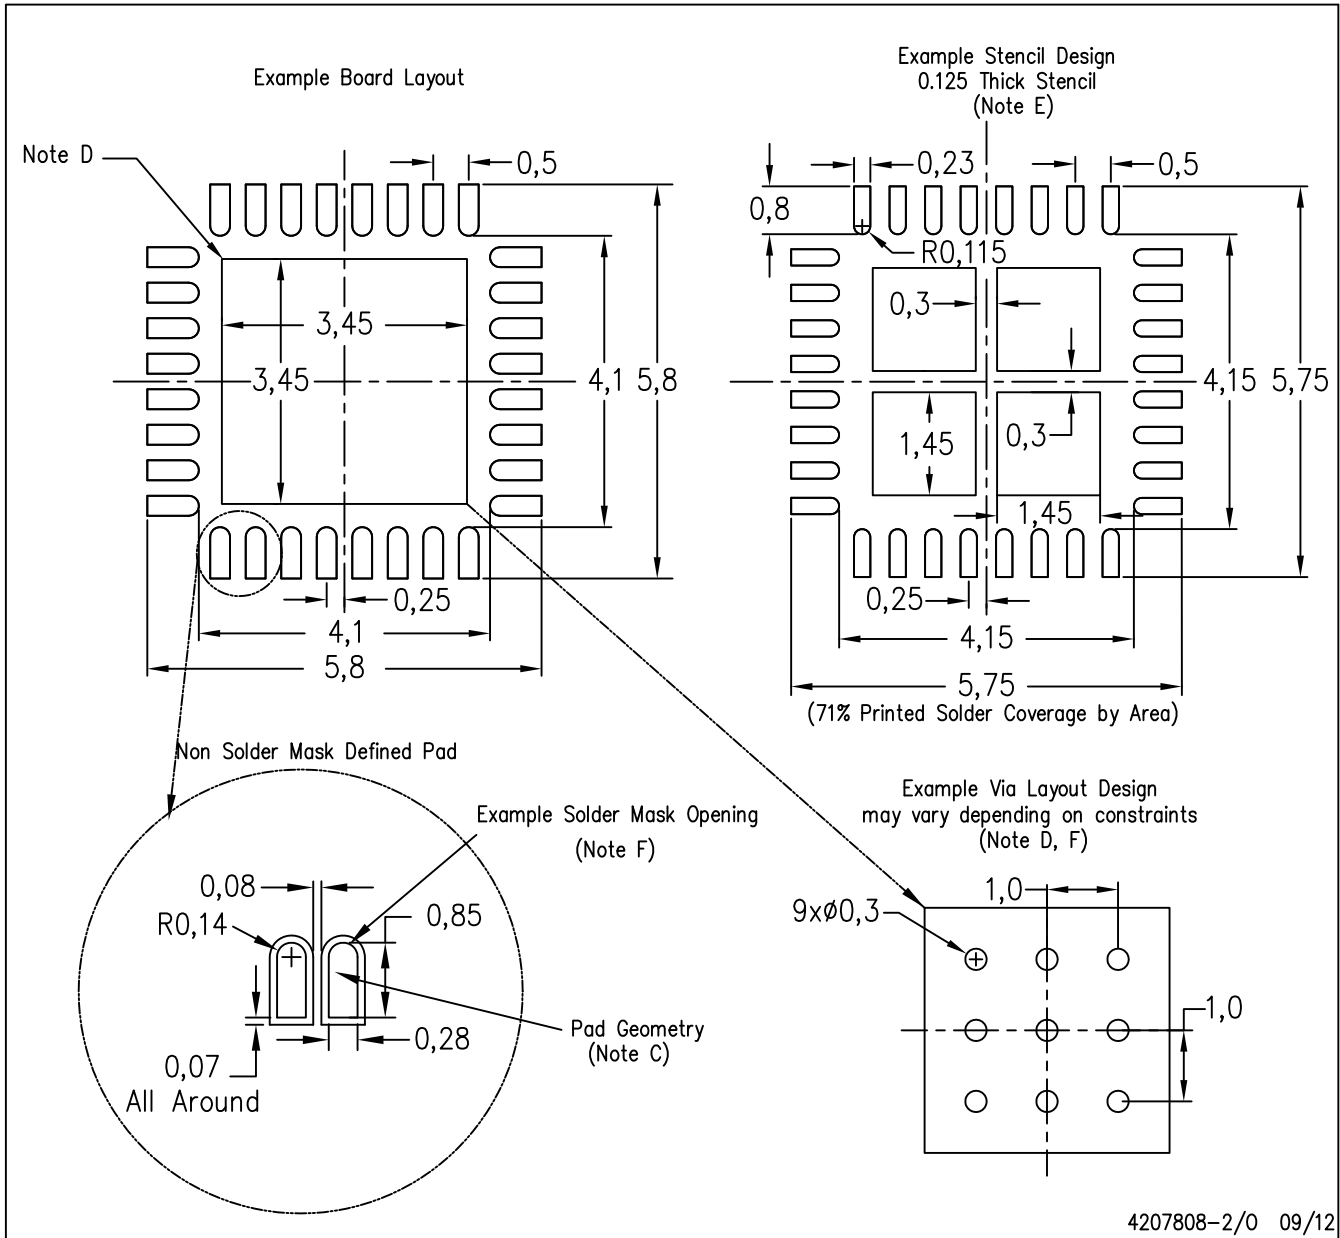 Example Board Layout
Note D
0,5
3,45
3,45
4,1
5,8
0,25
4,1
5,8
Example Stencil Design
0.125 Thick Stencil
(Note E)
0,23
0,5
0,8
R0,115
0,3
4,15
5,75
1,45
0,3
1,45
0,25
4,15
5,75
(71% Printed Solder Coverage by Area)
Non Solder Mask Defined Pad
Example Solder Mask Opening
(Note F)
0,08
R0,14
0,85
Pad Geometry
(Note C)
0,28
0,07
All Around
Example Via Layout Design
may vary depending on constraints
(Note D, F)
1,0
9xø0,3
1,0
4207808-2/O 09/12